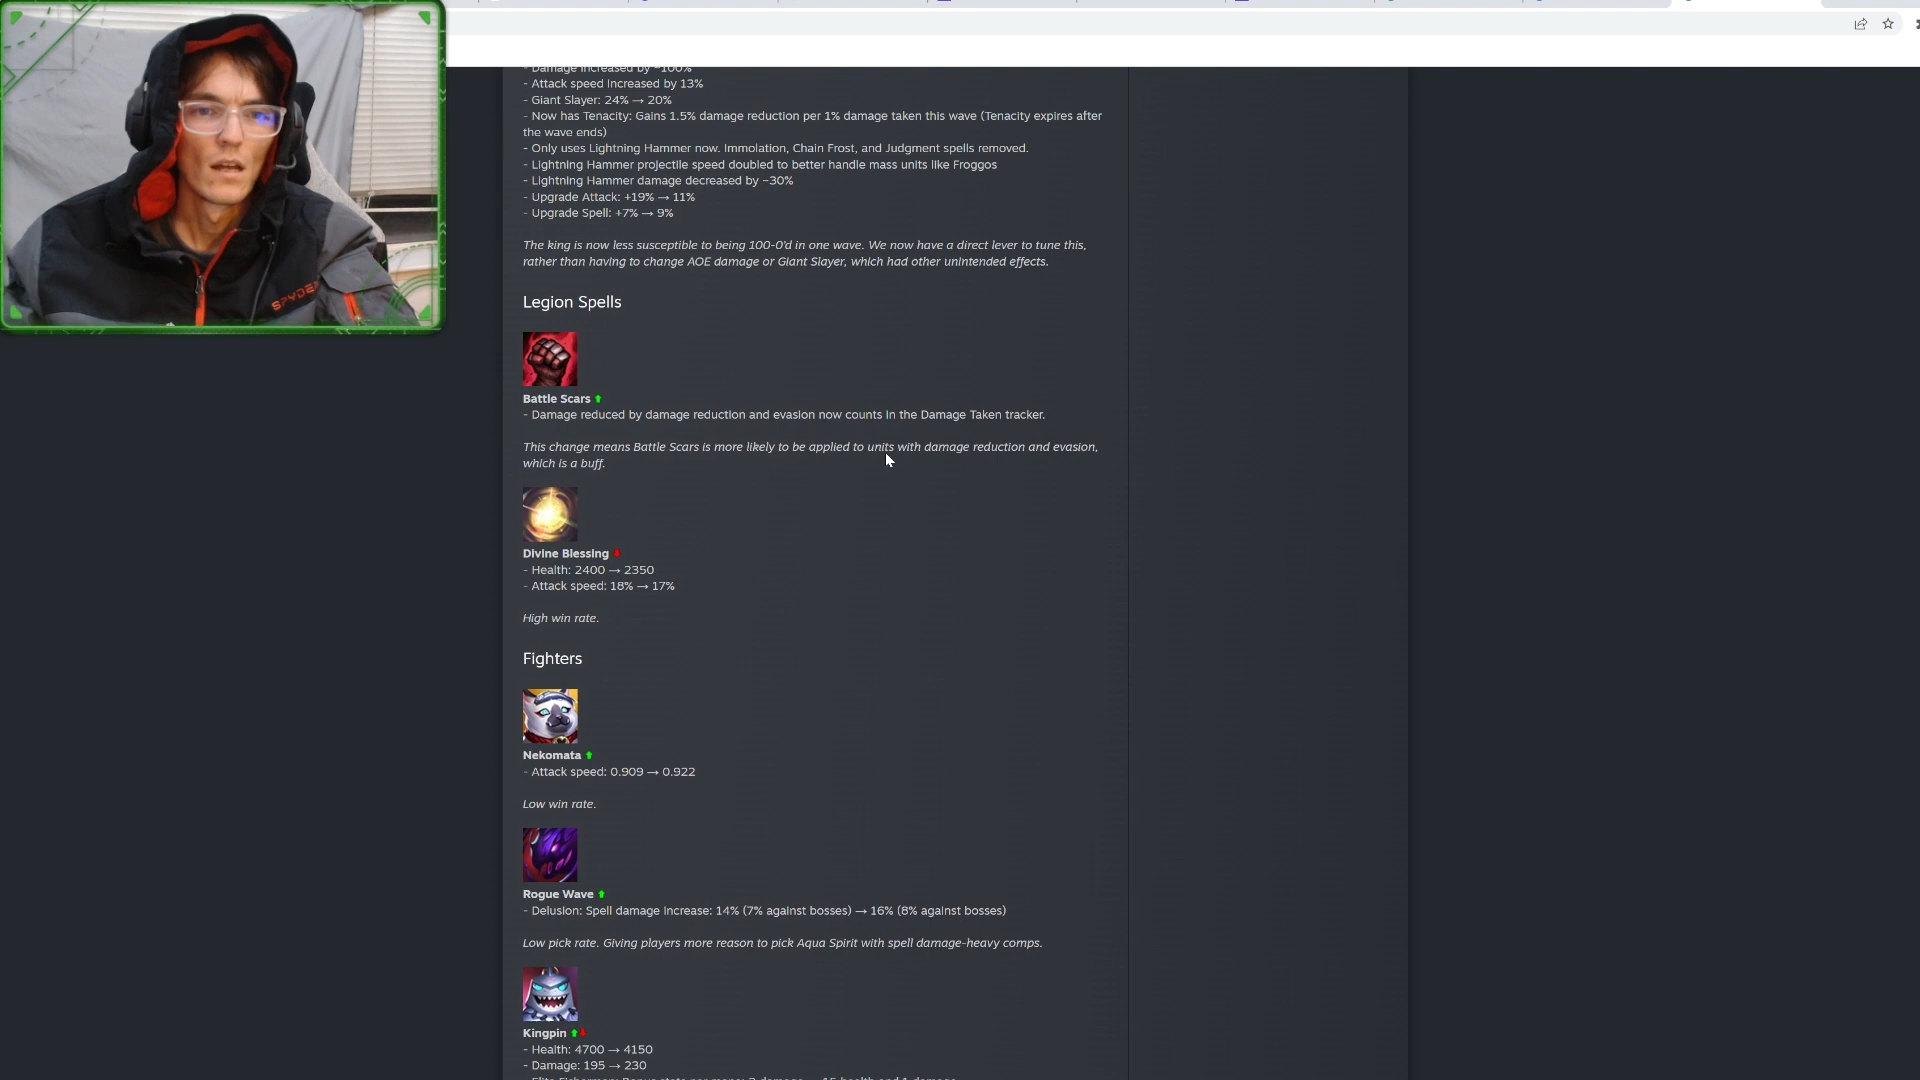 - Damage increased by ~100%
- Attack speed increased by 13%
- Giant Slayer: 24% → 20%
- Now has Tenacity: Gains 1.5% damage reduction per 1% damage taken this wave (Tenacity expires after
the wave ends)
- Only uses Lightning Hammer now. Immolation, Chain Frost, and Judgment spells removed.
- Lightning Hammer projectile speed doubled to better handle mass units like Froggos
- Lightning Hammer damage decreased by ~30%
- Upgrade Attack: +19% → 11%
- Upgrade Spell: +7% → 9%
The king is now less susceptible to being 100-0'd in one wave. We now have a direct lever to tune this,
rather than having to change AOE damage or Giant Slayer, which had other unintended effects.
Legion Spells
Battle Scars
- Damage reduced by damage reduction and evasion now counts in the Damage Taken tracker.
This change means Battle Scars is more likely to be applied to units with damage reduction and evasion,
which is a buff.
Divine Blessing
- Health: 2400 → 2350
- Attack speed: 18% → 17%
High win rate.
Fighters
Nekomata
- Attack speed: 0.909 → 0.922
Low win rate.
Rogue Wave
- Delusion: Spell damage increase: 14% (7% against bosses) → 16% (8% against bosses)
Low pick rate. Giving players more reason to pick Aqua Spirit with spell damage-heavy comps.
Kingpin
- Health: 4700 → 4150
- Damage: 195 → 230
SPYDER